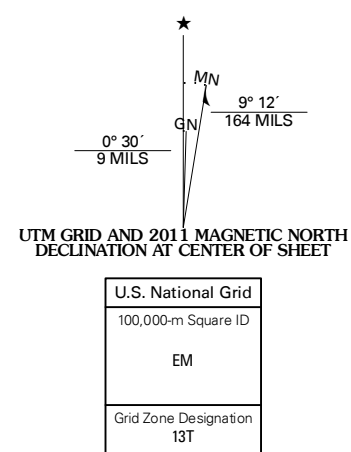 ★
MN
GN
9° 12´
164 MILS
0° 30´
9 MILS
UTM GRID AND 2011 MAGNETIC NORTH
DECLINATION AT CENTER OF SHEET
U.S. National Grid
100,000-m Square ID
EM
Grid Zone Designation
13T